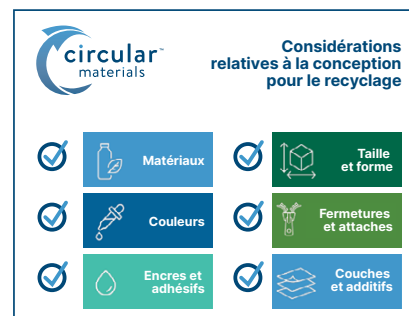 circular™
materials
Considérations
relatives à la conception
pour le recyclage
Matériaux
Taille
et forme
Couleurs
Fermetures
et attaches
Encres et
adhésifs
Couches
et additifs